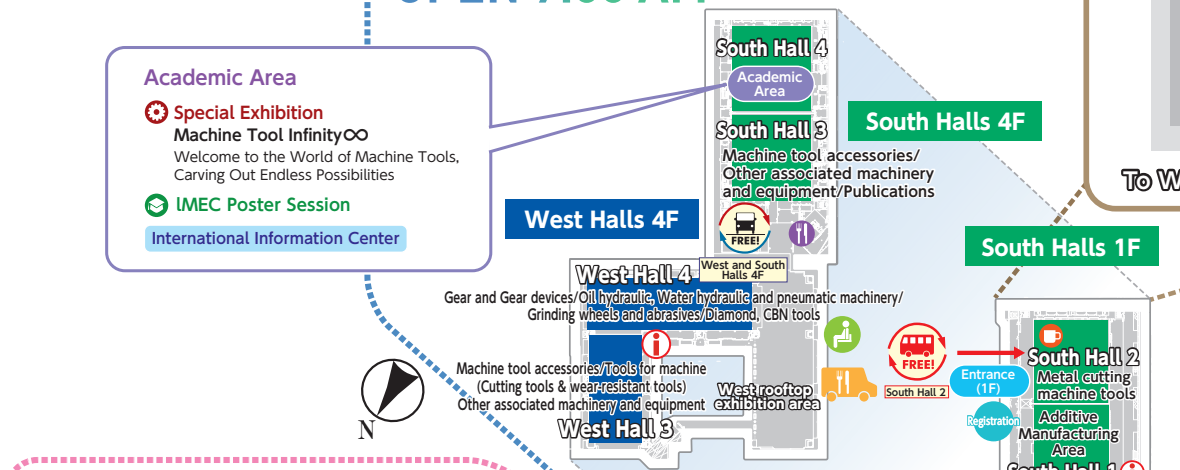 South Hall 4
Academic
Area
Academic Area
Special Exhibition
Machine Tool Infinity∞
Welcome to the World of Machine Tools,
Carving Out Endless Possibilities
IMEC Poster Session
International Information Center
South Hall 3
South Halls 4F
Machine tool accessories/
Other associated machinery
and equipment/Publications
To W
West Halls 4F
FREE!
South Halls 1F
West and South
Halls 4F
West Hall 4
Gear and Gear devices/Oil hydraulic, Water hydraulic and pneumatic machinery/
Grinding wheels and abrasives/Diamond, CBN tools
Machine tool accessories/Tools for machine
(Cutting tools & wear-resistant tools)
Other associated machinery and equipment
West rooftop
exhibition area
West Hall 3
N
FREE!
South Hall 2
Entrance
(1F)
Registration
South Hall 2
Metal cutting
machine tools
Additive
Manufacturing
Area
South Hall 1